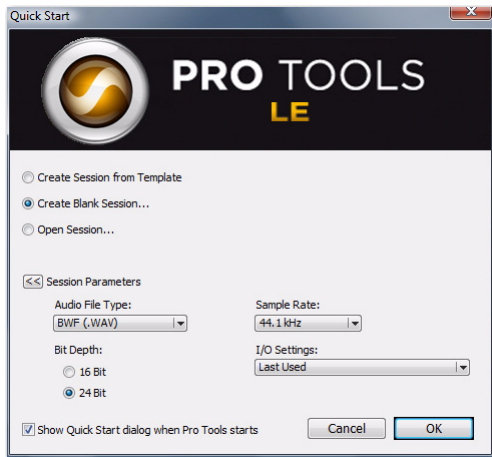 Quick Start
PRO TOOLS
LE
Create Session from Template
Create Blank Session...
Open Session...
<< Session Parameters
Audio File Type:
Sample Rate:
BWF (.WAV)
44.1 kHz
Bit Depth:
I/O Settings:
16 Bit
Last Used
24 Bit
Show Quick Start dialog when Pro Tools starts
Cancel
OK